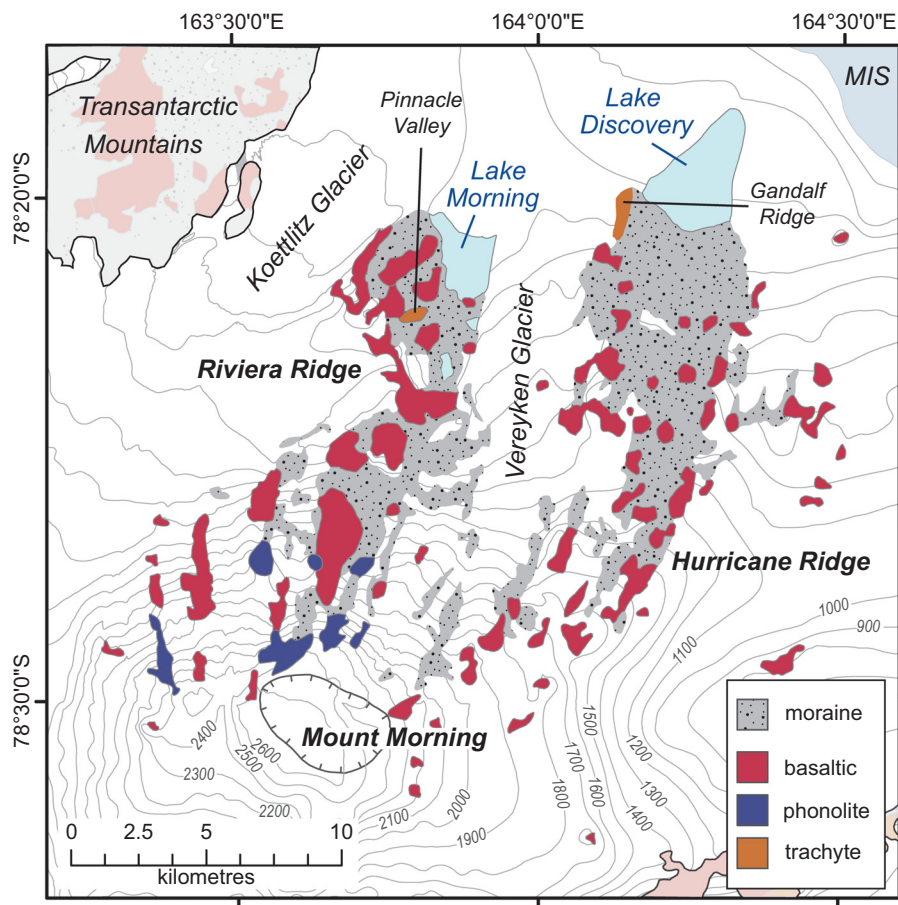 163°30'0"E
164°0'0"E
164°30'0"E
78°20'0"S
78°30'0"S
MIS
Transantarctic
Mountains
Pinnacle
Valley
Lake
Discovery
Lake
Morning
Gandalf
Ridge
Koettlitz Glacier
Vereyken Glacier
Riviera Ridge
Hurricane Ridge
1000
900
1100
Mount Morning
2400
2600
2500
2300
2200
2100
2000
1900
1500
1700
1600
1800
1200
1300
1400
moraine
basaltic
phonolite
trachyte
0 2.5 5 10
kilometres